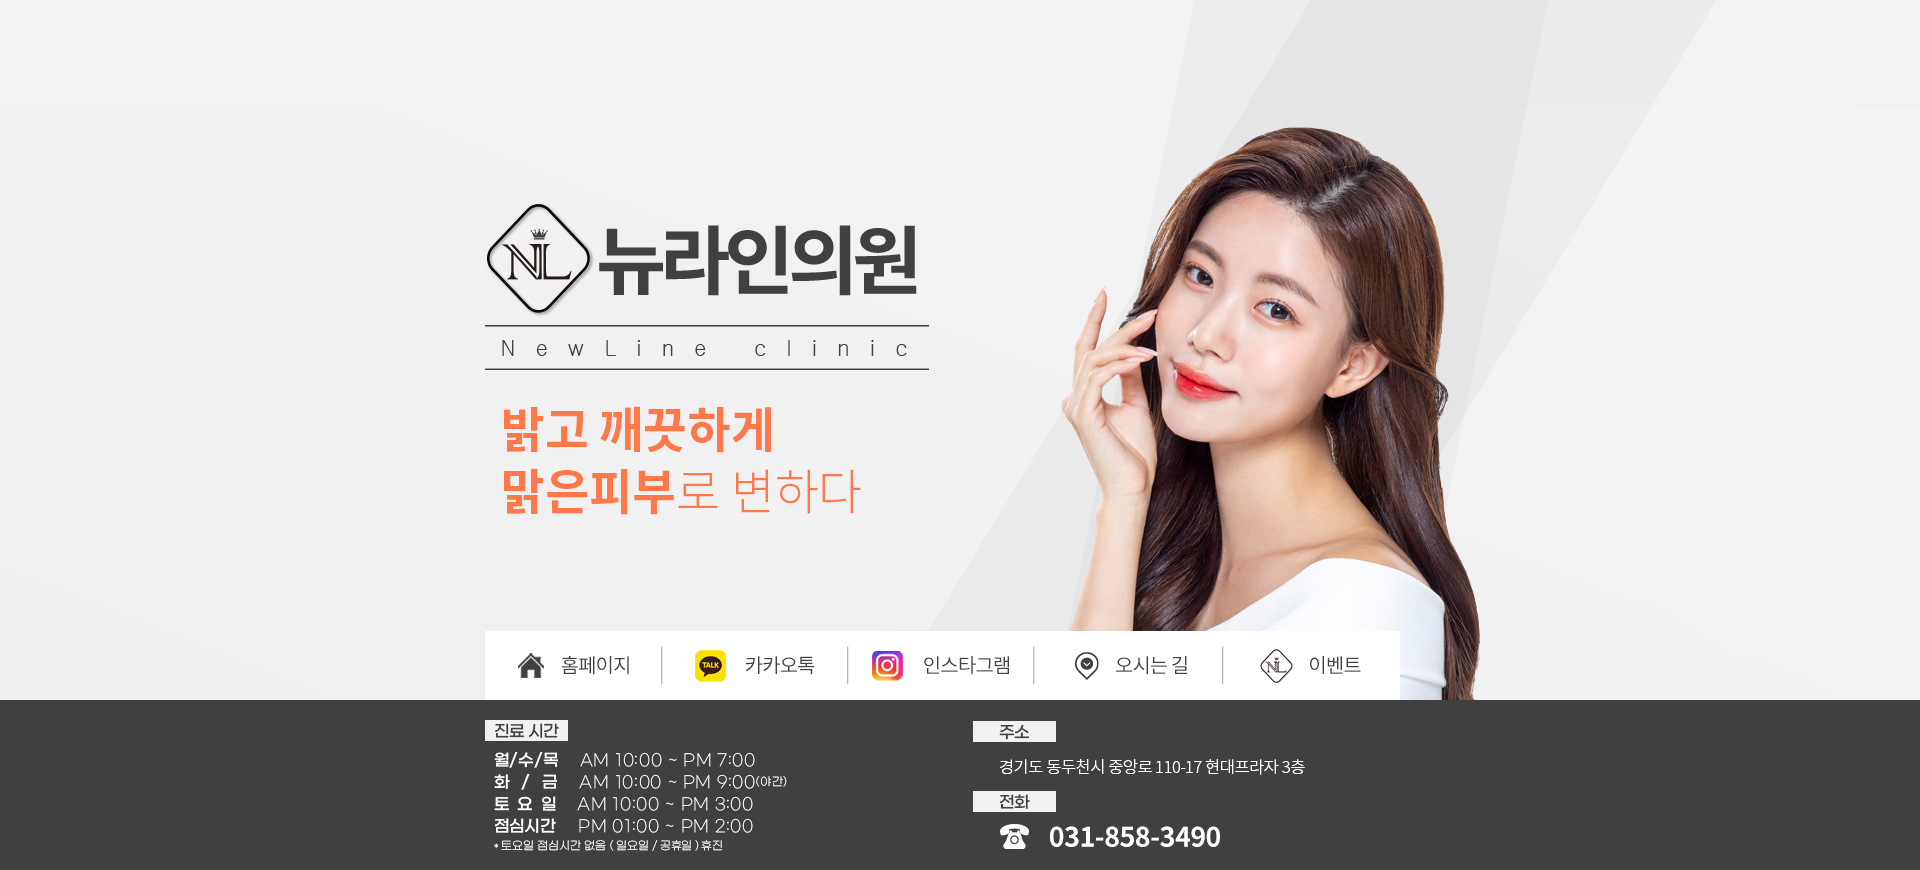 NL 뉴라인의원
NewLine clinic
밝고 깨끗하게
맑은피부로 변하다
홈페이지
TALK 카카오톡
인스타그램
오시는 길
NL 이벤트
진료 시간
월/수/목 AM 10:00 ~ PM 7:00
화 / 금 AM 10:00 ~ PM 9:00(야간)
토 요 일 AM 10:00 ~ PM 3:00
점심시간 PM 01:00 ~ PM 2:00
* 토요일 점심시간 없음 ( 일요일 / 공휴일 ) 휴진
주소
경기도 동두천시 중앙로 110-17 현대프라자 3층
전화
031-858-3490